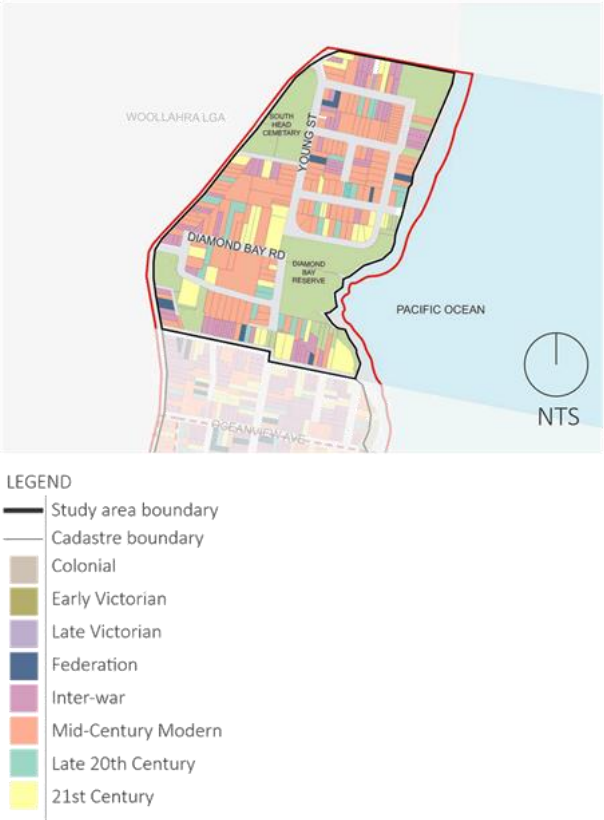 WOOLLAHRA LGA
SOUTH
HEAD
CEMETARY
YOUNG ST
DIAMOND BAY RD
DIAMOND
BAY
RESERVE
PACIFIC OCEAN
NTS
OCEANVIEW AVE
LEGEND
Study area boundary
Cadastre boundary
Colonial
Early Victorian
Late Victorian
Federation
Inter-war
Mid-Century Modern
Late 20th Century
21st Century